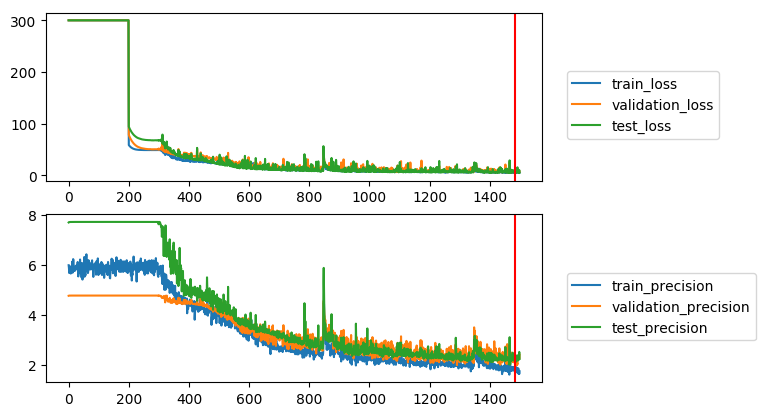 300
200
100
0
0 200 400 600 800 1000 1200 1400
train_loss
validation_loss
test_loss
8
6
4
2
0 200 400 600 800 1000 1200 1400
train_precision
validation_precision
test_precision